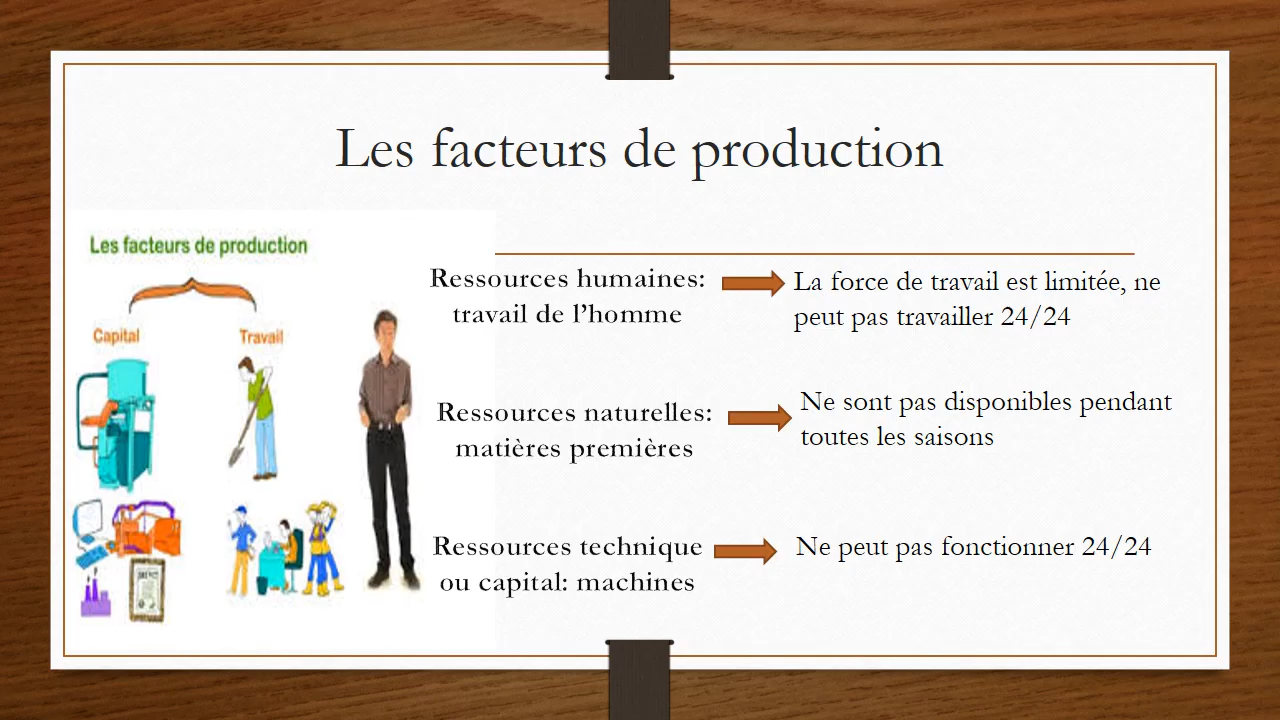 Les facteurs de production
Les facteurs de production
Capital
Travail
Ressources humaines:
travail de l’homme
La force de travail est limitée, ne
peut pas travailler 24/24
Ressources naturelles:
matières premières
Ne sont pas disponibles pendant
toutes les saisons
Ressources technique
ou capital: machines
Ne peut pas fonctionner 24/24